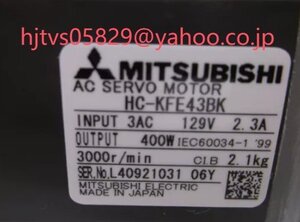 hjtvs05829@yahoo.co.jp
MITSUBISHI
AC SERVO MOTOR
HC-KFE43BK
INPUT 3AC 129V 2.3A
OUTPUT 400W IEC60034-1 '99
3000r/min CI.B 2.1kg
SER.No.L40921031 06Y
MITSUBISHI ELECTRIC
MADE IN JAPAN